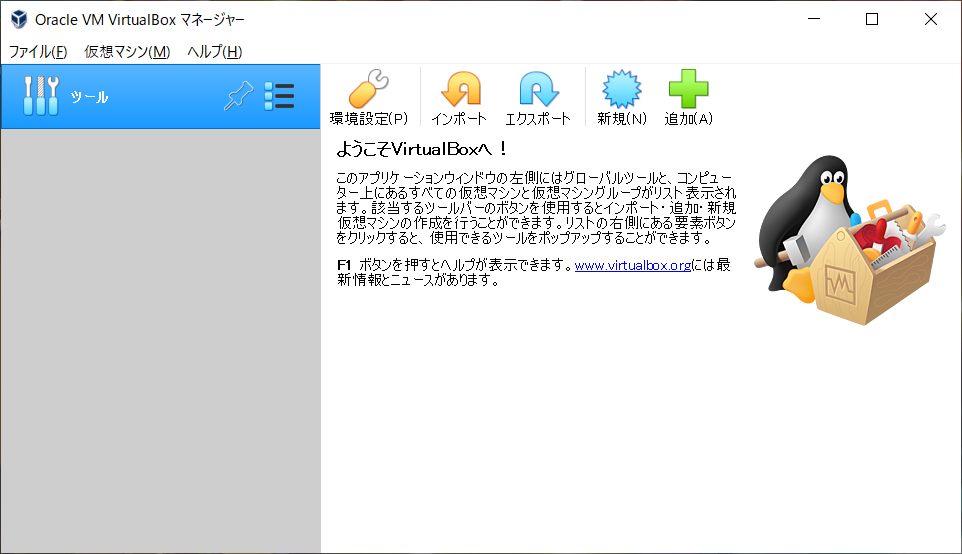 Oracle VM VirtualBox マネージャー
ファイル(F) 仮想マシン(M) ヘルプ(H)
ツール
環境設定(P) インポート エクスポート 新規(N) 追加(A)
ようこそVirtualBoxへ！
このアプリケーションウィンドウの左側にはグローバルツールと、コンピュー
ター上にあるすべての仮想マシンと仮想マシングループがリスト表示され
ます。該当するツールバーのボタンを使用するとインポート・追加・新規
仮想マシンの作成を行うことができます。リストの右側にある要素ボタン
をクリックすると、使用できるツールをポップアップすることができます。
F1 ボタンを押すとヘルプが表示できます。www.virtualbox.orgには最
新情報とニュースがあります。